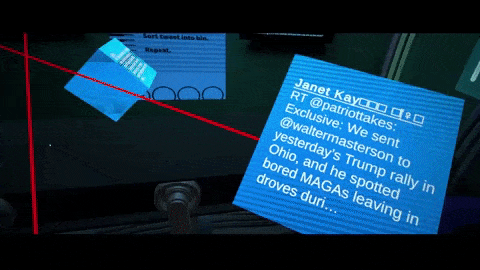 Sort tweet into bin.
Repeat.
Janet Kay□□□ □
RT @patriottakes:
Exclusive: We sent
@waltermasterson to
yesterday's Trump rally in
Ohio, and he spotted
bored MAGAs leaving in
droves duri…